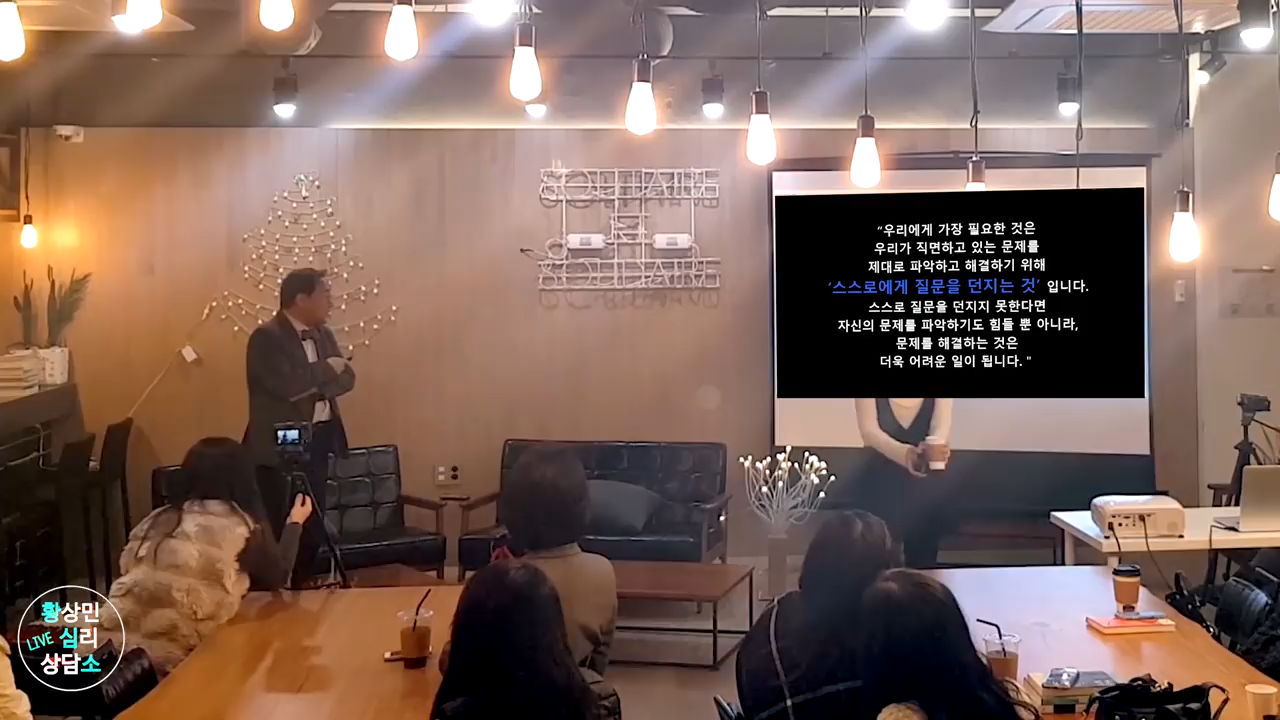 SOLITAIRE
SOLITAIRE
“우리에게 가장 필요한 것은
우리가 직면하고 있는 문제를
제대로 파악하고 해결하기 위해
‘스스로에게 질문을 던지는 것’ 입니다.
스스로 질문을 던지지 못한다면
자신의 문제를 파악하기도 힘들 뿐 아니라,
문제를 해결하는 것은
더욱 어려운 일이 됩니다. "
황상민
LIVE 심리
상담소